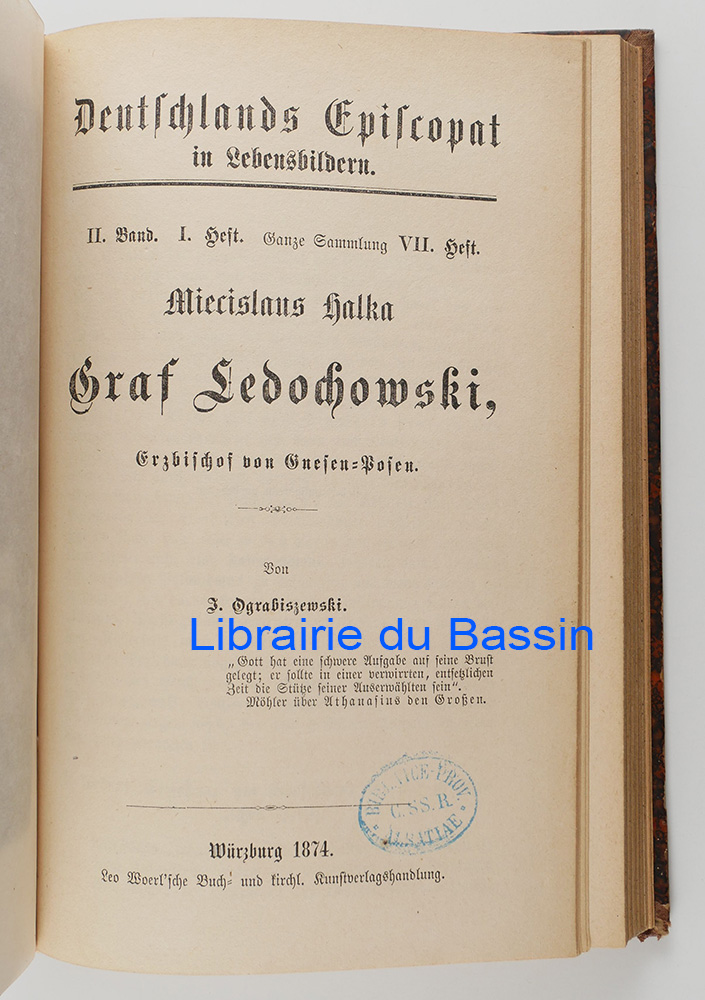 Deutschlands Episcopat
in Lebensbildern.
II. Band. I. Heft. Ganze Sammlung VII. Heft.
Miecislaus Halka
Graf Ledochowski,
Erzbischof von Gnesen-Posen.
Von
J. Ograbiszewski.
Librairie du Bassin
„Gott hat eine schwere Aufgabe auf seine Brust
gelegt; er sollte in einer verwirrten, entsetzlichen
Zeit die Stütze seiner Auserwählten sein“.
Möhler über Athanasius den Großen.
BIBL. VICE-PROV.
C.SS.R.
ALSATIAE
Würzburg 1874.
Leo Woerl'sche Buch- und kirchl. Kunstverlagshandlung.